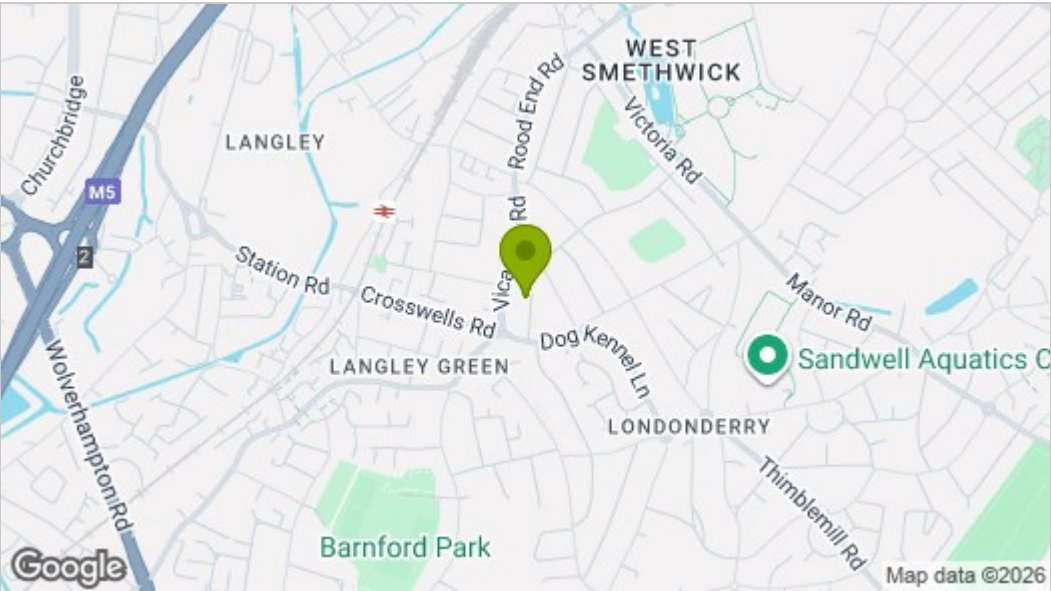 WEST
SMETHWICK
Rood End Rd
Churchbridge
Victoria Rd
LANGLEY
M5
Rd
2
Station Rd
Vica
Crosswells Rd
Manor Rd
Dog Kennel Ln
LANGLEY GREEN
Sandwell Aquatics C
Wolverhampton Rd
LONDONDERRY
Thimblemill Rd
Barnford Park
Google
Map data ©2026